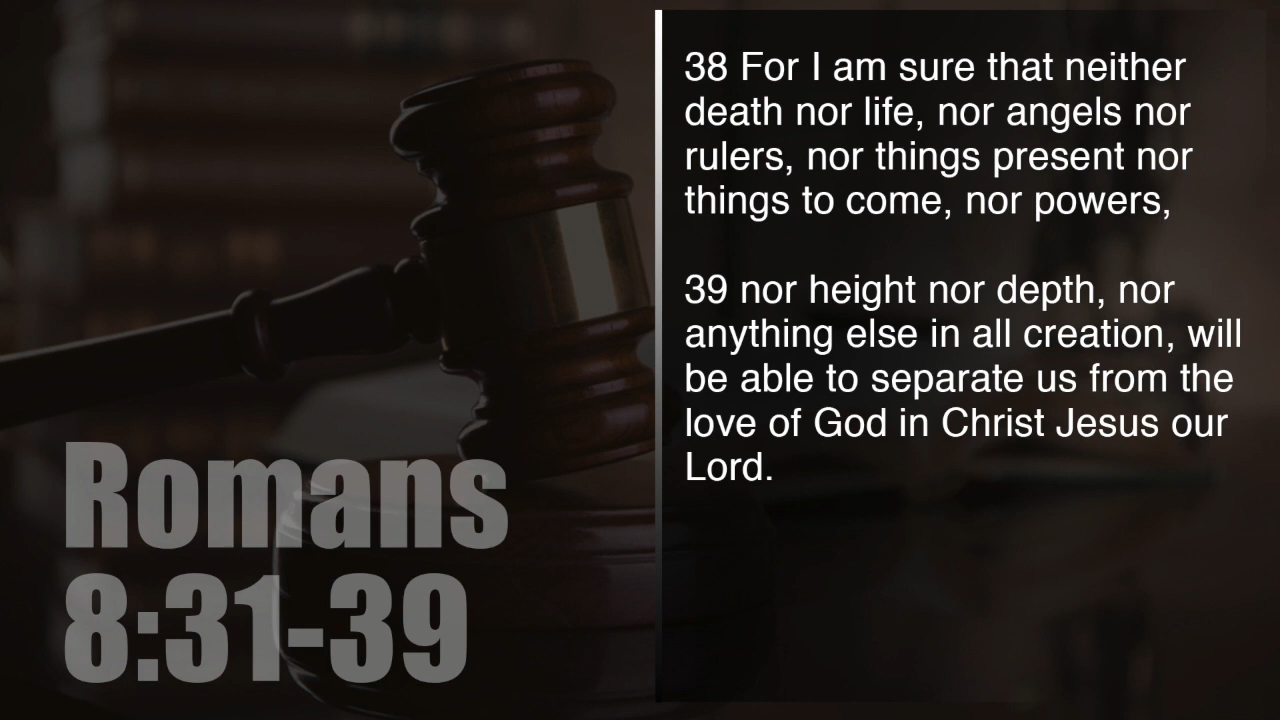 38 For I am sure that neither
death nor life, nor angels nor
rulers, nor things present nor
things to come, nor powers,
39 nor height nor depth, nor
anything else in all creation, will
be able to separate us from the
love of God in Christ Jesus our
Lord.
Romans
8:31-39